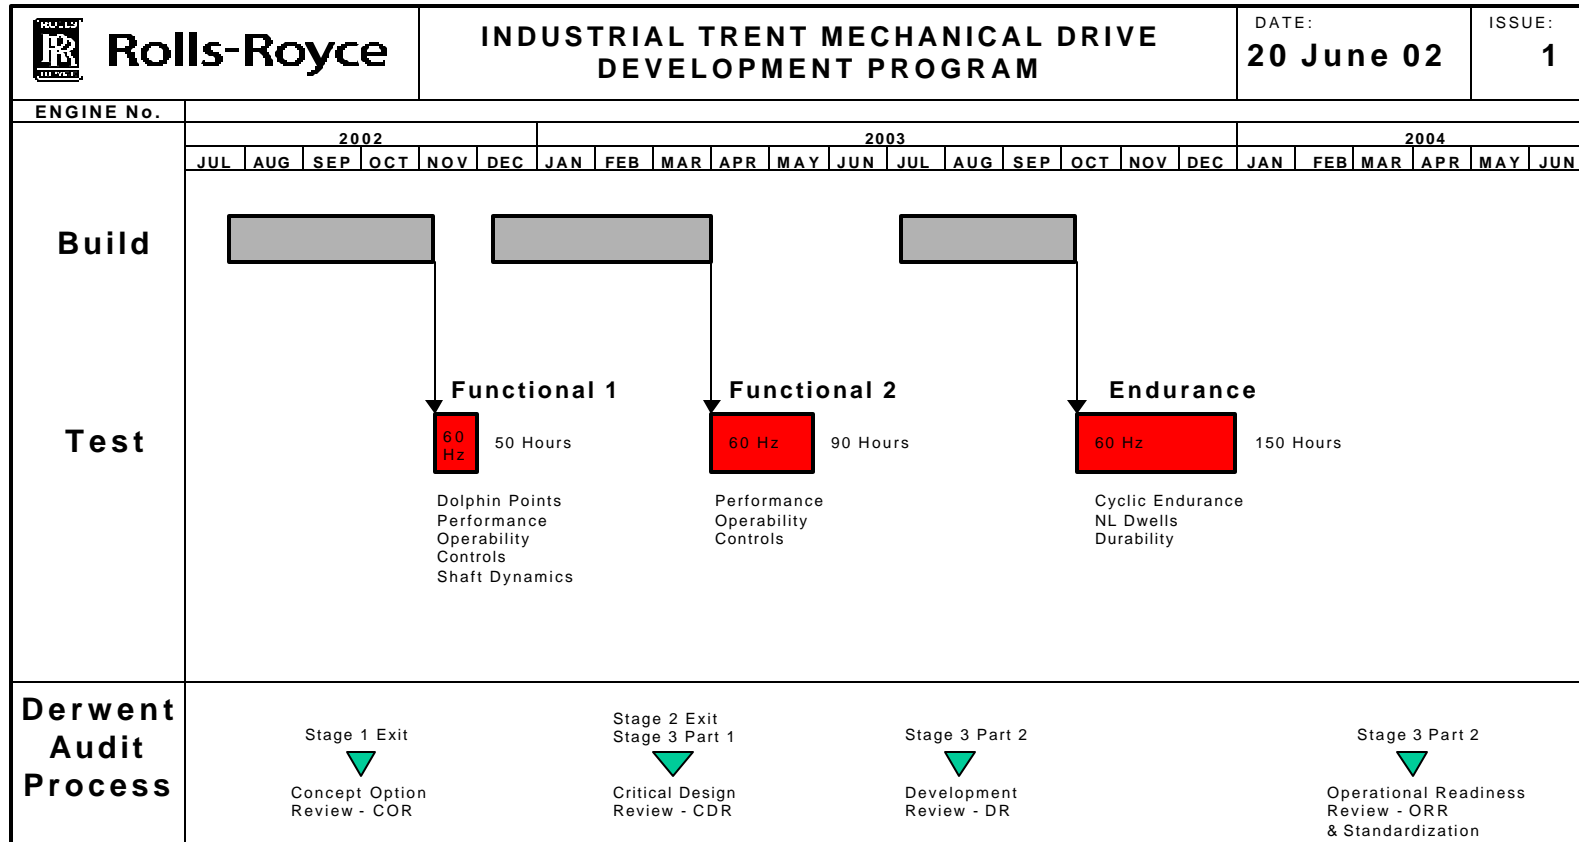 Rolls-Royce
INDUSTRIAL TRENT MECHANICAL DRIVE
DEVELOPMENT PROGRAM
DATE:
20 June 02
ISSUE:
1
ENGINE No.
2002 2003 2004
JUL AUG SEP OCT NOV DEC JAN FEB MAR APR MAY JUN JUL AUG SEP OCT NOV DEC JAN FEB MAR APR MAY JUN
Build
Functional 1
Functional 2
Endurance
Test
60
Hz
50 Hours
60 Hz
90 Hours
60 Hz
150 Hours
Dolphin Points
Performance
Operability
Controls
Shaft Dynamics
Performance
Operability
Controls
Cyclic Endurance
NL Dwells
Durability
Derwent
Audit
Process
Stage 1 Exit
Concept Option
Review - COR
Stage 2 Exit
Stage 3 Part 1
Critical Design
Review - CDR
Stage 3 Part 2
Development
Review - DR
Stage 3 Part 2
Operational Readiness
Review - ORR
& Standardization